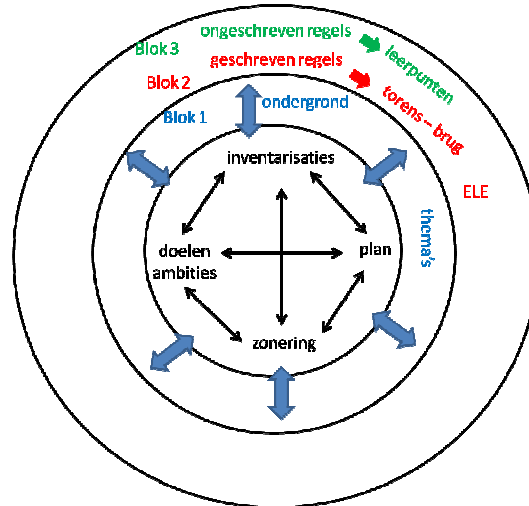 Blok 3
ongeschreven regels
leerpunten
Blok 2
geschreven regels
torens – brug
ELE
Blok 1
ondergrond
thema's
inventarisaties
doelen
ambities
plan
zonering